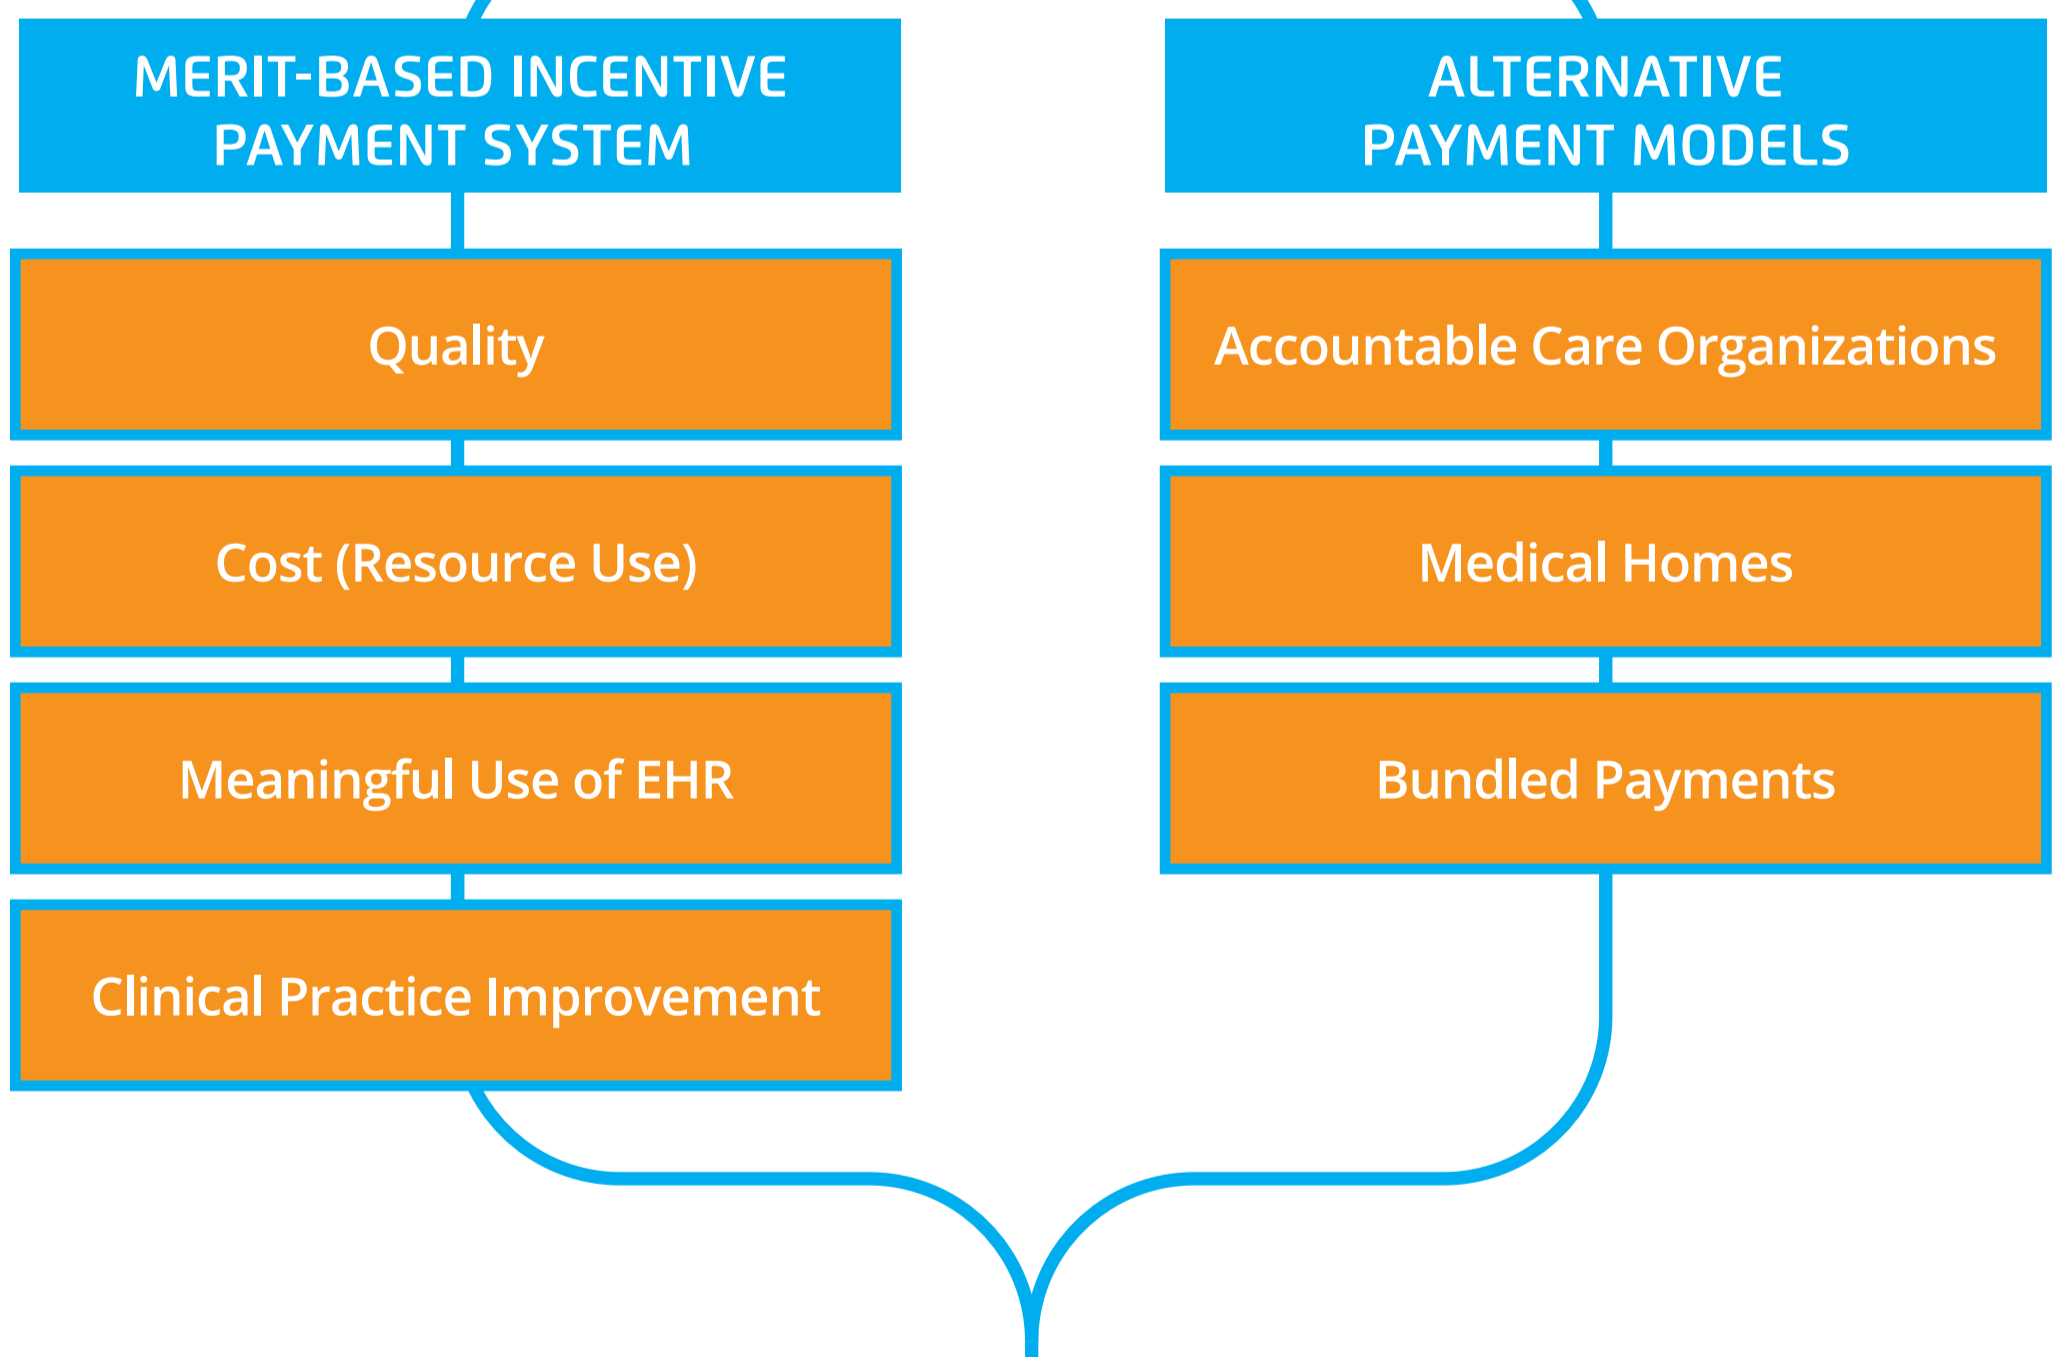 MERIT-BASED INCENTIVE
PAYMENT SYSTEM
Quality
Cost (Resource Use)
Meaningful Use of EHR
Clinical Practice Improvement
ALTERNATIVE
PAYMENT MODELS
Accountable Care Organizations
Medical Homes
Bundled Payments